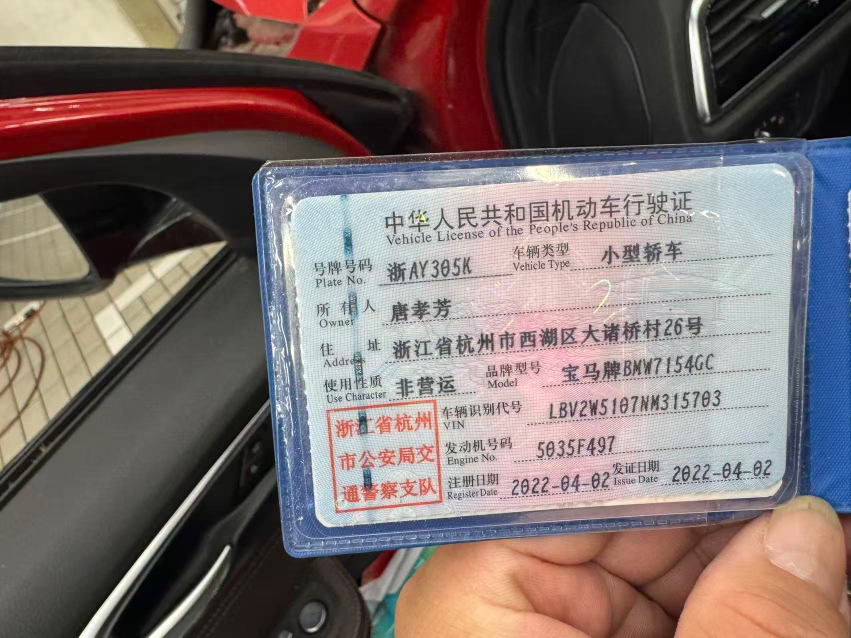 中华人民共和国机动车行驶证
Vehicle License of the People's Republic of China
号牌号码 浙AY305K 车辆类型 小型轿车
Plate No. Vehicle Type
所有人 唐孝芳
Owner
住址 浙江省杭州市西湖区大诸桥村26号
Address
使用性质 非营运 品牌型号 宝马牌BMW7154GC
Use Character Model
浙江省杭州
市公安局交
通警察支队
车辆识别代号 LBV2W5107NM315703
VIN
发动机号码 5035F497
Engine No.
注册日期 2022-04-02 发证日期 2022-04-02
Register Date Issue Date